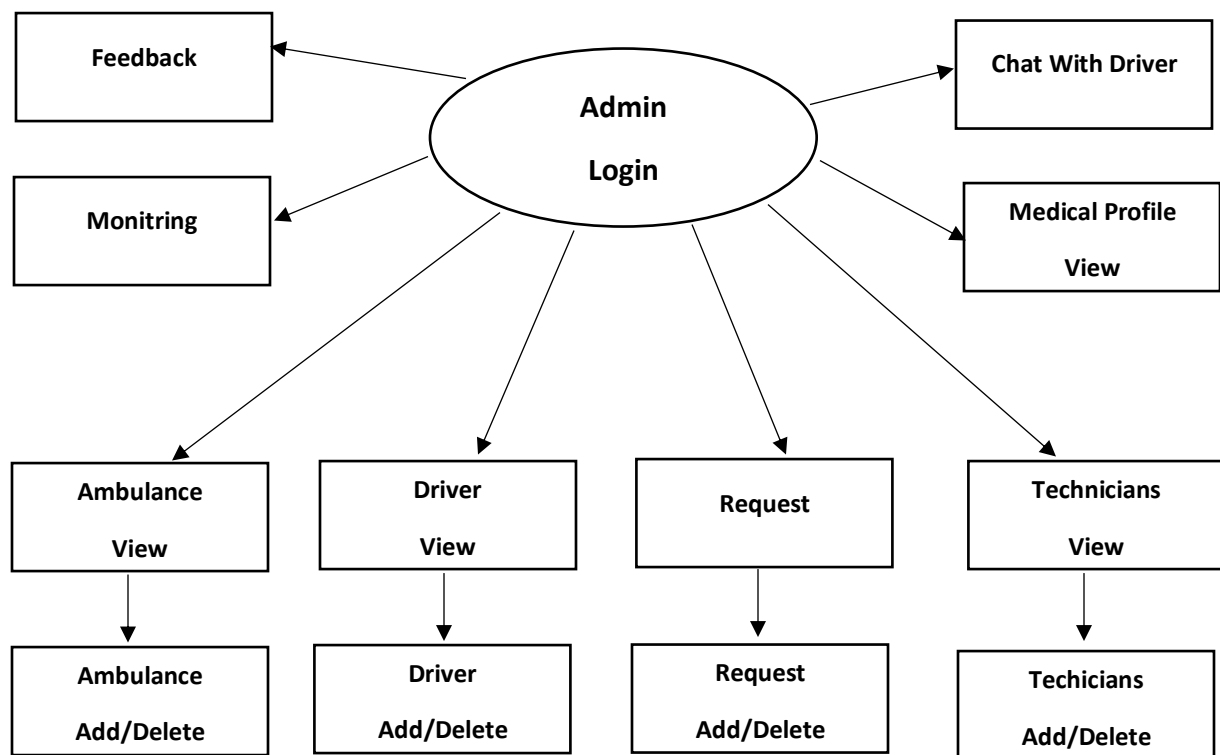 Feedback
Admin
Login
Chat With Driver
Monitring
Medical Profile
View
Ambulance
View
Driver
View
Request
Technicians
View
Ambulance
Add/Delete
Driver
Add/Delete
Request
Add/Delete
Techicians
Add/Delete